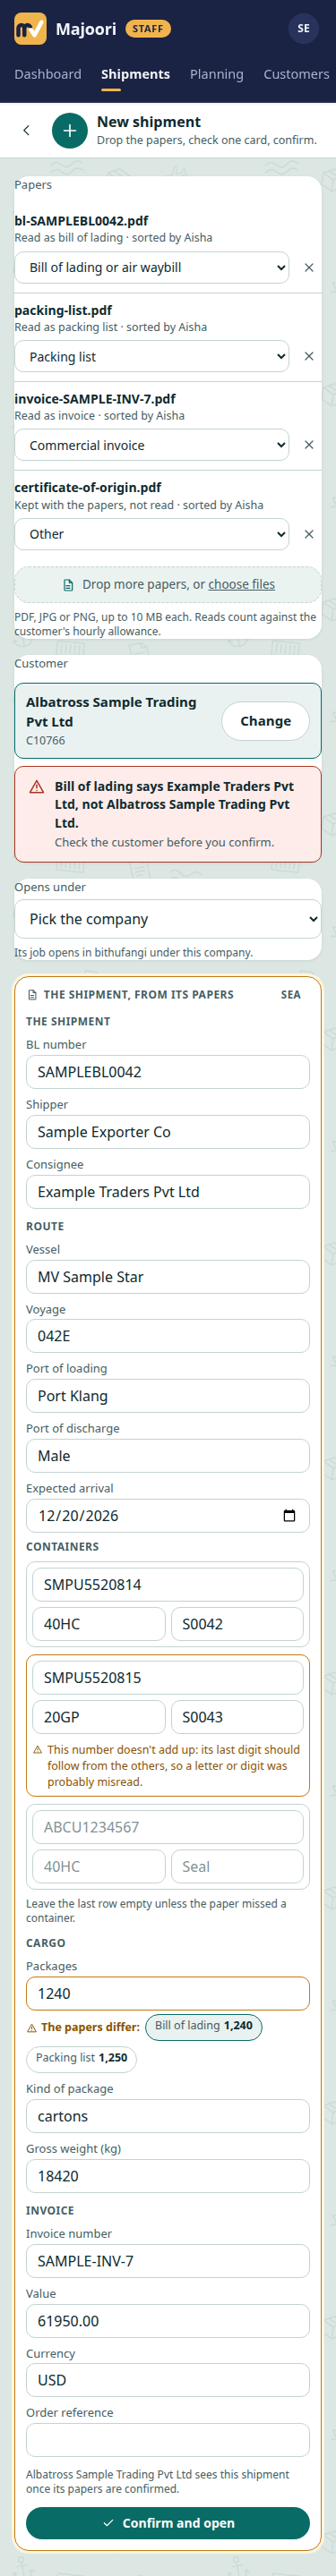 Majoori STAFF SE
Dashboard Shipments Planning Customers
New shipment
Drop the papers, check one card, confirm.
Papers
bl-SAMPLEBL0042.pdf
Read as bill of lading · sorted by Aisha
Bill of lading or air waybill
packing-list.pdf
Read as packing list · sorted by Aisha
Packing list
invoice-SAMPLE-INV-7.pdf
Read as invoice · sorted by Aisha
Commercial invoice
certificate-of-origin.pdf
Kept with the papers, not read · sorted by Aisha
Other
Drop more papers, or choose files
PDF, JPG or PNG, up to 10 MB each. Reads count against the
customer's hourly allowance.
Customer
Albatross Sample Trading
Pvt Ltd
C10766
Change
Bill of lading says Example Traders Pvt
Ltd, not Albatross Sample Trading Pvt
Ltd.
Check the customer before you confirm.
Opens under
Pick the company
Its job opens in bithufangi under this company.
THE SHIPMENT, FROM ITS PAPERS SEA
THE SHIPMENT
BL number
SAMPLEBL0042
Shipper
Sample Exporter Co
Consignee
Example Traders Pvt Ltd
ROUTE
Vessel
MV Sample Star
Voyage
042E
Port of loading
Port Klang
Port of discharge
Male
Expected arrival
12/20/2026
CONTAINERS
SMPU5520814
40HC S0042
SMPU5520815
20GP S0043
This number doesn't add up: its last digit should
follow from the others, so a letter or digit was
probably misread.
ABCU1234567
40HC Seal
Leave the last row empty unless the paper missed a
container.
CARGO
Packages
1240
The papers differ: Bill of lading 1,240
Packing list 1,250
Kind of package
cartons
Gross weight (kg)
18420
INVOICE
Invoice number
SAMPLE-INV-7
Value
61950.00
Currency
USD
Order reference
Albatross Sample Trading Pvt Ltd sees this shipment
once its papers are confirmed.
Confirm and open